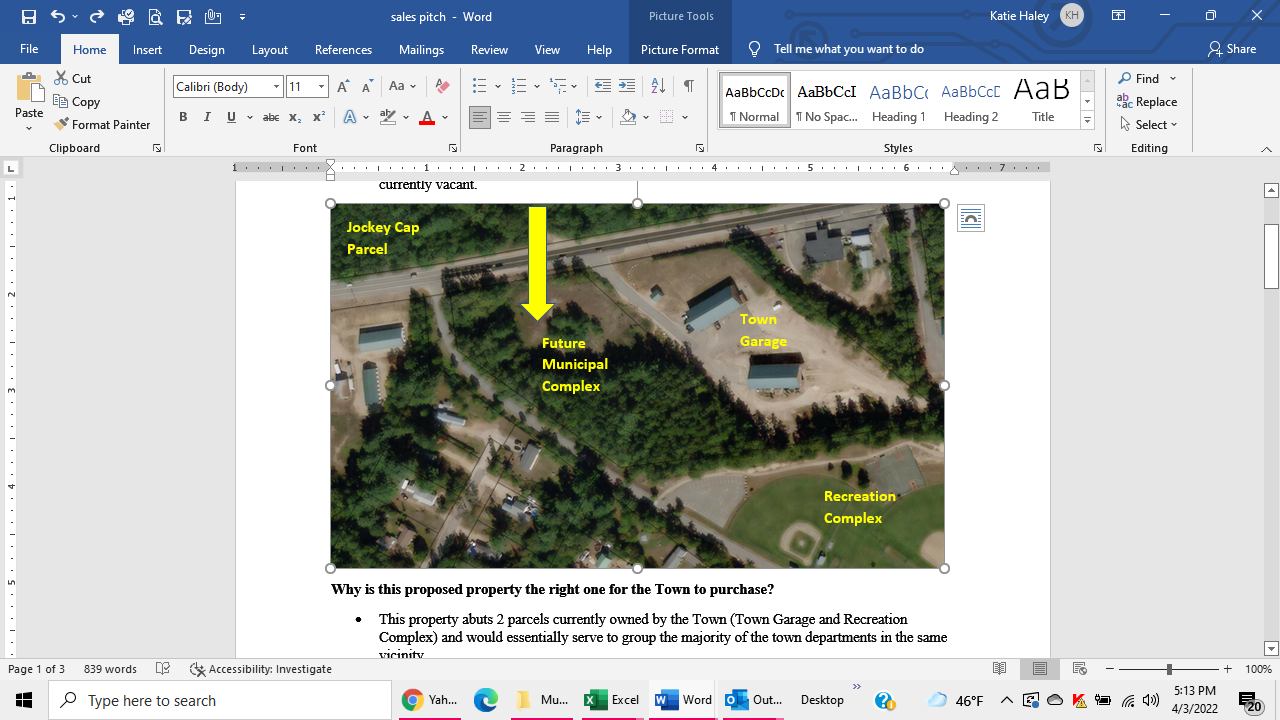 sales pitch - Word
Picture Tools
Katie Haley
KH
File
Home
Insert
Design
Layout
References
Mailings
Review
View
Help
Picture Format
Tell me what you want to do
Share
Paste
Cut
Copy
Format Painter
Clipboard
Calibri (Body)
11
Font
Paragraph
AaBbCcDc
¶ Normal
AaBbCcI
¶ No Spac...
AaBbCc
Heading 1
AaBbCcD
Heading 2
AaB
Title
Styles
Find
Replace
Select
Editing
currently vacant.
Jockey Cap
Parcel
Future
Municipal
Complex
Town
Garage
Recreation
Complex
Why is this proposed property the right one for the Town to purchase?
• This property abuts 2 parcels currently owned by the Town (Town Garage and Recreation
Complex) and would essentially serve to group the majority of the town departments in the same
vicinity.
Page 1 of 3
839 words
Accessibility: Investigate
100%
Type here to search
Yah...
Mu...
Excel
Word
Out...
Desktop
46°F
5:13 PM
4/3/2022
20